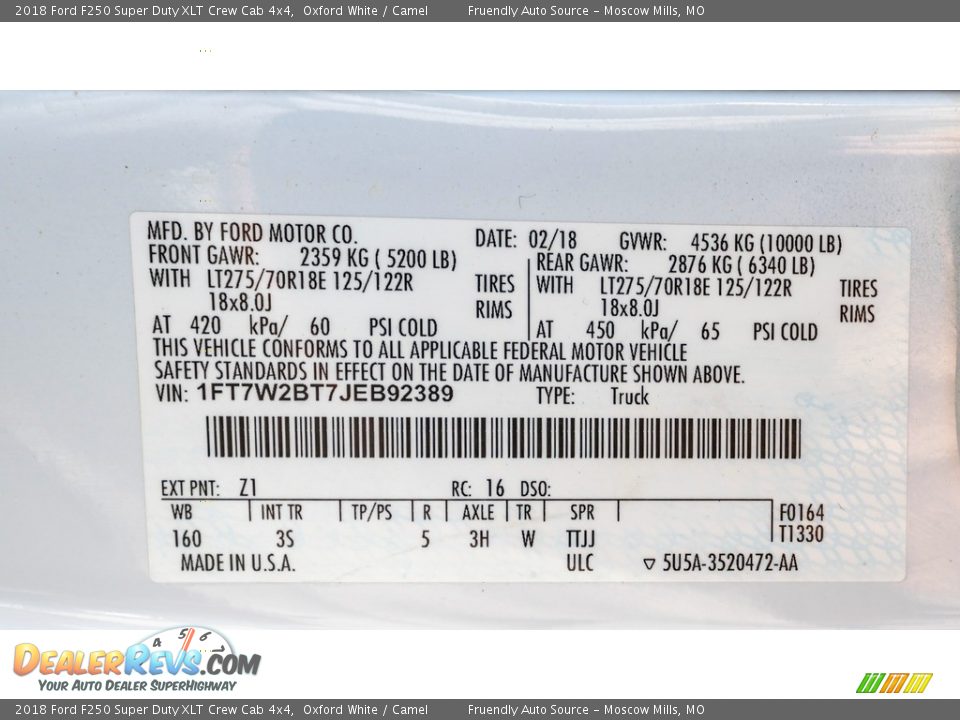 2018 Ford F250 Super Duty XLT Crew Cab 4x4, Oxford White / Camel Fruendly Auto Source – Moscow Mills, MO
MFD. BY FORD MOTOR CO. DATE: 02/18 GVWR: 4536 KG (10000 LB)
FRONT GAWR: 2359 KG ( 5200 LB) REAR GAWR: 2876 KG ( 6340 LB)
WITH LT275/70R18E 125/122R TIRES WITH LT275/70R18E 125/122R TIRES
18x8.0J RIMS 18x8.0J RIMS
AT 420 kPa/ 60 PSI COLD AT 450 kPa/ 65 PSI COLD
THIS VEHICLE CONFORMS TO ALL APPLICABLE FEDERAL MOTOR VEHICLE
SAFETY STANDARDS IN EFFECT ON THE DATE OF MANUFACTURE SHOWN ABOVE.
VIN: 1FT7W2BT7JEB92389 TYPE: Truck
EXT PNT: Z1 RC: 16 DSO:
WB INT TR TP/PS R AXLE TR SPR F0164
160 3S 5 3H W TTJJ T1330
MADE IN U.S.A. ULC ▽ 5U5A-3520472-AA
4 5 6 7
DEALERREVS.COM
YOUR AUTO DEALER SUPERHIGHWAY
2018 Ford F250 Super Duty XLT Crew Cab 4x4, Oxford White / Camel Fruendly Auto Source – Moscow Mills, MO